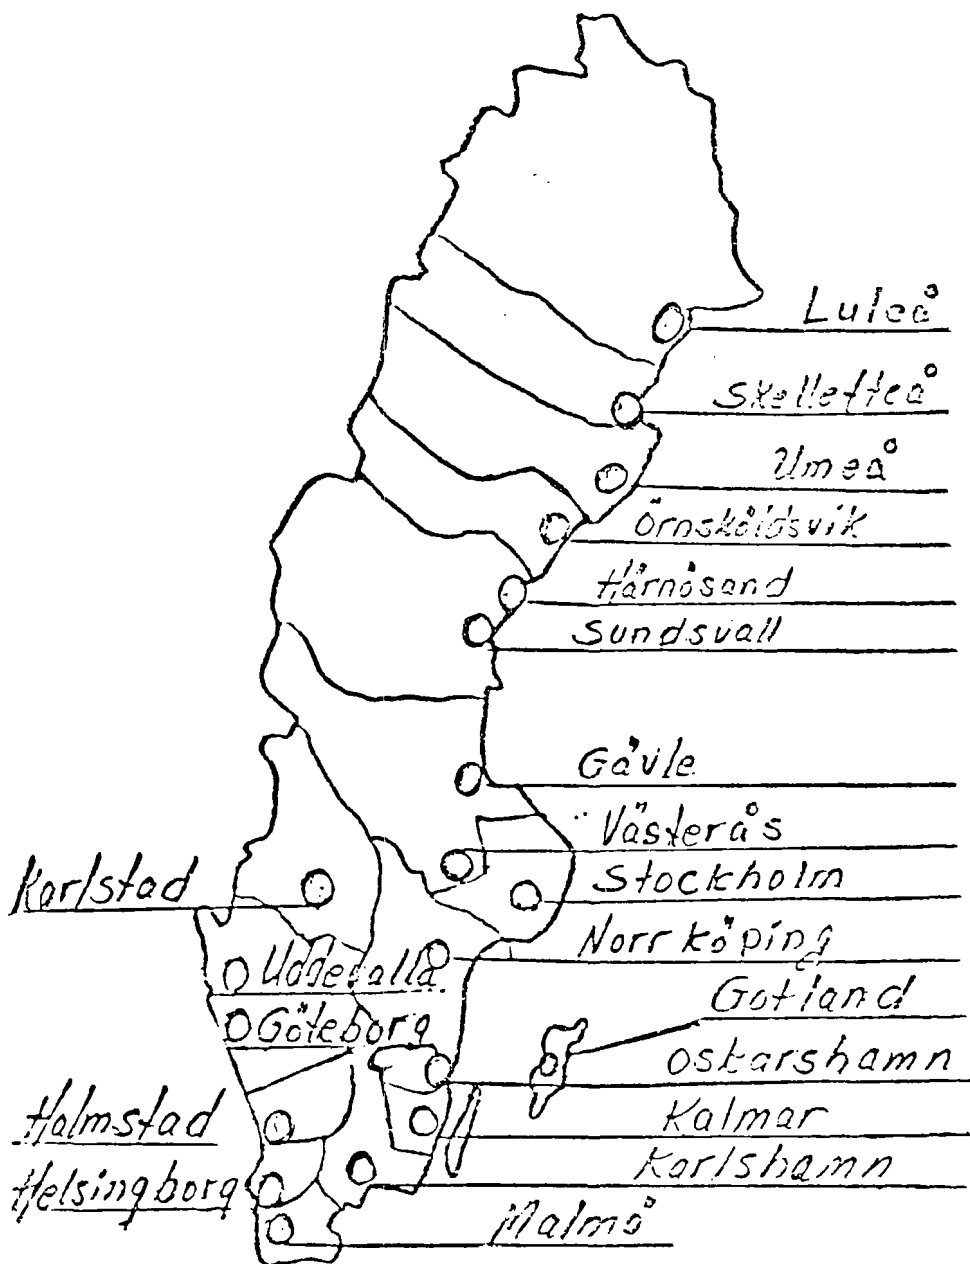 Luleå
Skellefteå
Umeå
Örnsköldsvik
Härnösand
Sundsvall
Gävle
Västerås
Karlstad
Stockholm
Norrköping
Uddevalla
Gotland
Göteborg
Oskarshamn
Halmstad
Kalmar
Karlshamn
Helsingborg
Malmö